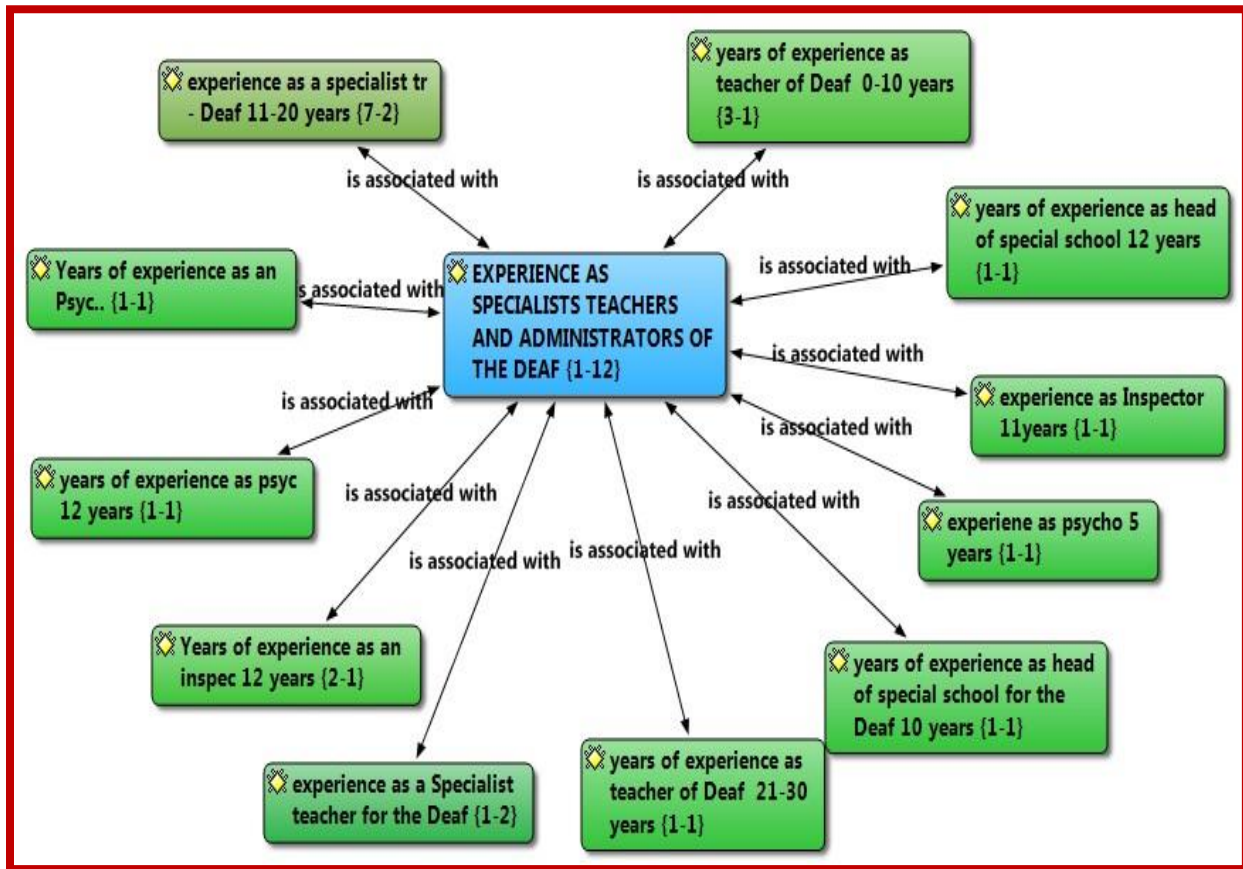 experience as a specialist tr
- Deaf 11-20 years {7-2}
years of experience as
teacher of Deaf 0-10 years
{3-1}
is associated with
is associated with
years of experience as head
of special school 12 years
{1-1}
Years of experience as an
Psyc.. {1-1}
is associated with
EXPERIENCE AS
SPECIALISTS TEACHERS
AND ADMINISTRATORS OF
THE DEAF {1-12}
is associated with
is associated with
experience as Inspector
11years {1-1}
is associated with
is associated with
years of experience as psyc
12 years {1-1}
is associated with
is associated with
experiene as psycho 5
years {1-1}
is associated with
is associated with
Years of experience as an
inspec 12 years {2-1}
years of experience as head
of special school for the
Deaf 10 years {1-1}
experience as a Specialist
teacher for the Deaf {1-2}
years of experience as
teacher of Deaf 21-30
years {1-1}